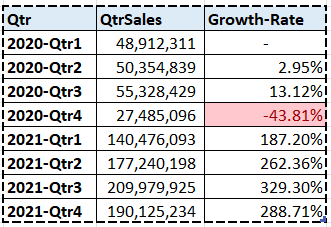 Qtr QtrSales Growth-Rate
2020-Qtr1 48,912,311 -
2020-Qtr2 50,354,839 2.95%
2020-Qtr3 55,328,429 13.12%
2020-Qtr4 27,485,096 -43.81%
2021-Qtr1 140,476,093 187.20%
2021-Qtr2 177,240,198 262.36%
2021-Qtr3 209,979,925 329.30%
2021-Qtr4 190,125,234 288.71%